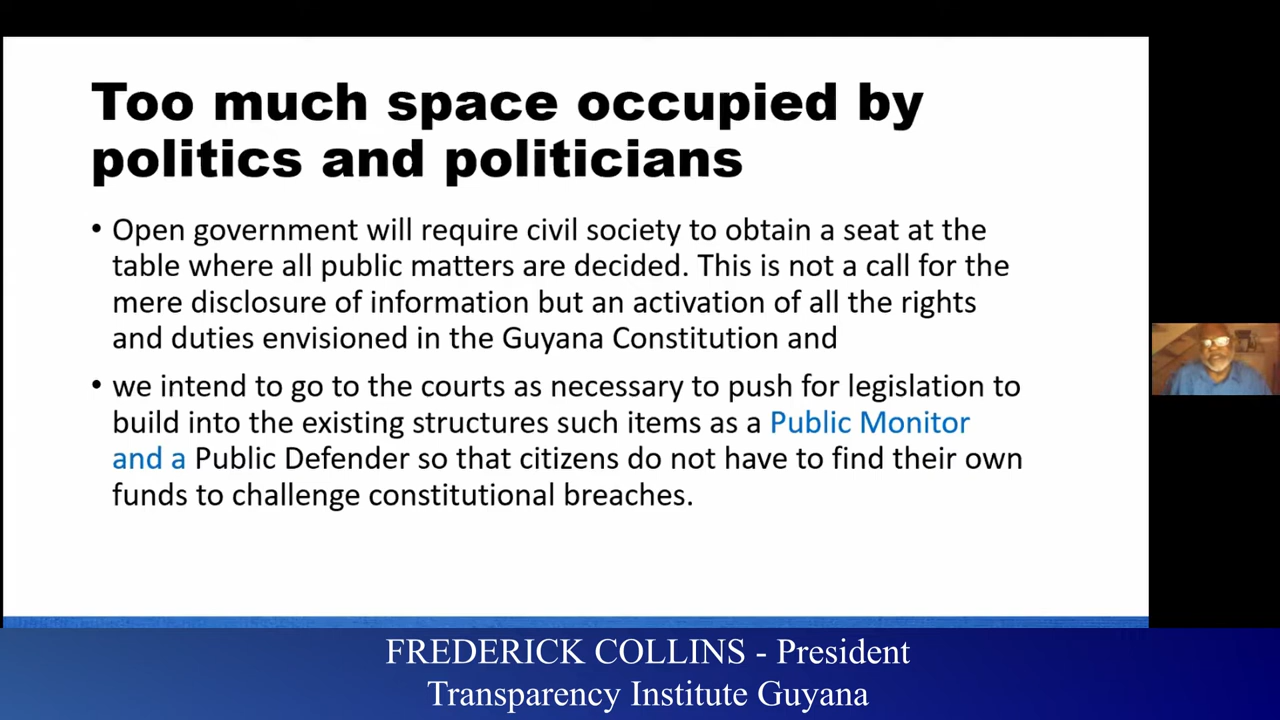 Too much space occupied by
politics and politicians
• Open government will require civil society to obtain a seat at the
table where all public matters are decided. This is not a call for the
mere disclosure of information but an activation of all the rights
and duties envisioned in the Guyana Constitution and
• we intend to go to the courts as necessary to push for legislation to
build into the existing structures such items as a Public Monitor
and a Public Defender so that citizens do not have to find their own
funds to challenge constitutional breaches.
FREDERICK COLLINS - President
Transparency Institute Guyana